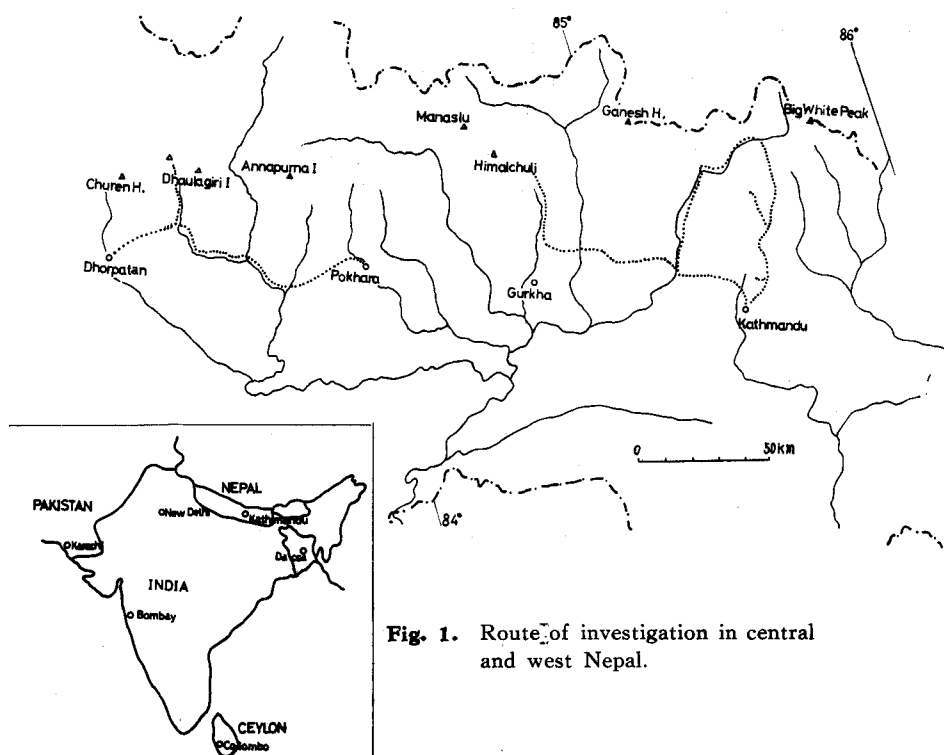 85°
86°
Manaslu
Ganesh H.
Big White Peak
Himalchuli
Annapurna I
Dhaulagiri I
Churen H.
Dhorpatan
Pokhara
Gurkha
Kathmandu
0 50km
84°
PAKISTAN
NEPAL
New Delhi
Kathmandu
Karachi
INDIA
Bombay
CEYLON
Colombo
Fig. 1. Route of investigation in central
and west Nepal.